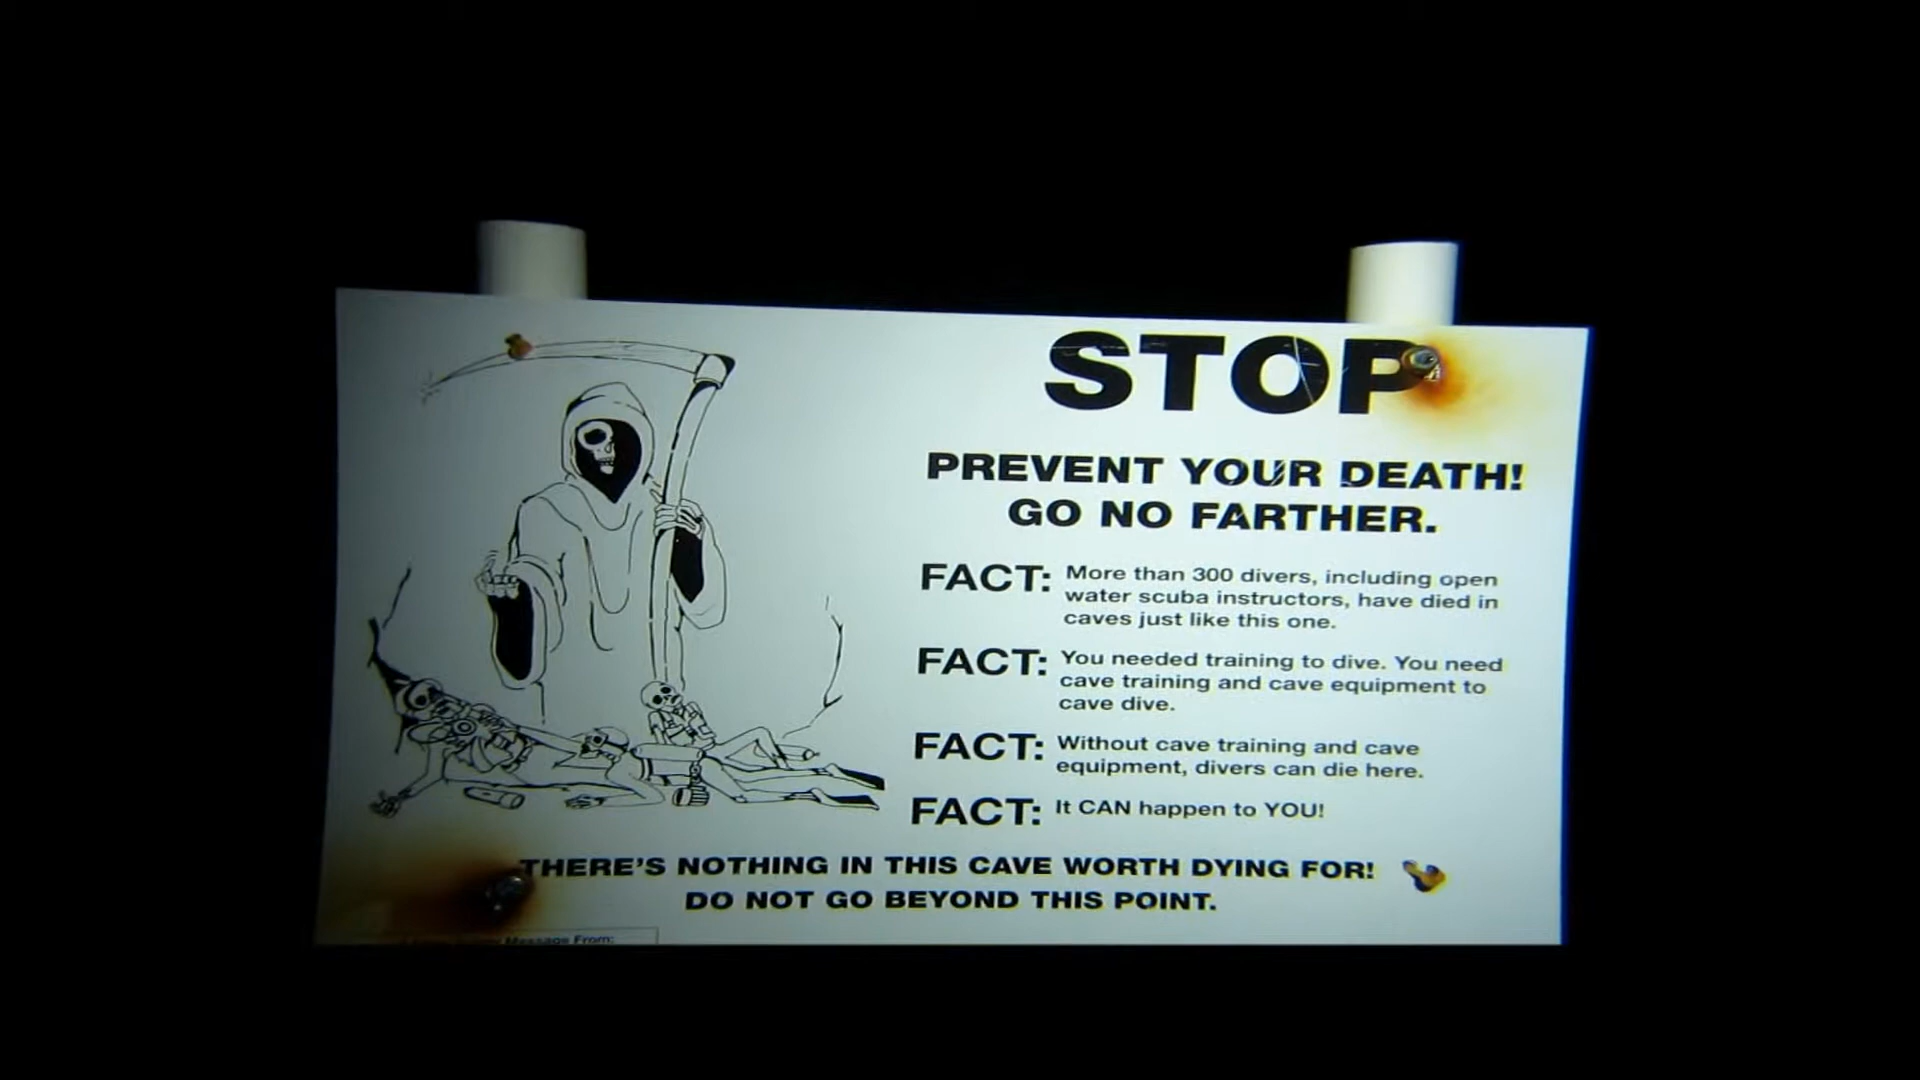 STOP
PREVENT YOUR DEATH!
GO NO FARTHER.
FACT: More than 300 divers, including open
water scuba instructors, have died in
caves just like this one.
FACT: You needed training to dive. You need
cave training and cave equipment to
cave dive.
FACT: Without cave training and cave
equipment, divers can die here.
FACT: It CAN happen to YOU!
THERE'S NOTHING IN THIS CAVE WORTH DYING FOR!
DO NOT GO BEYOND THIS POINT.
Message From: